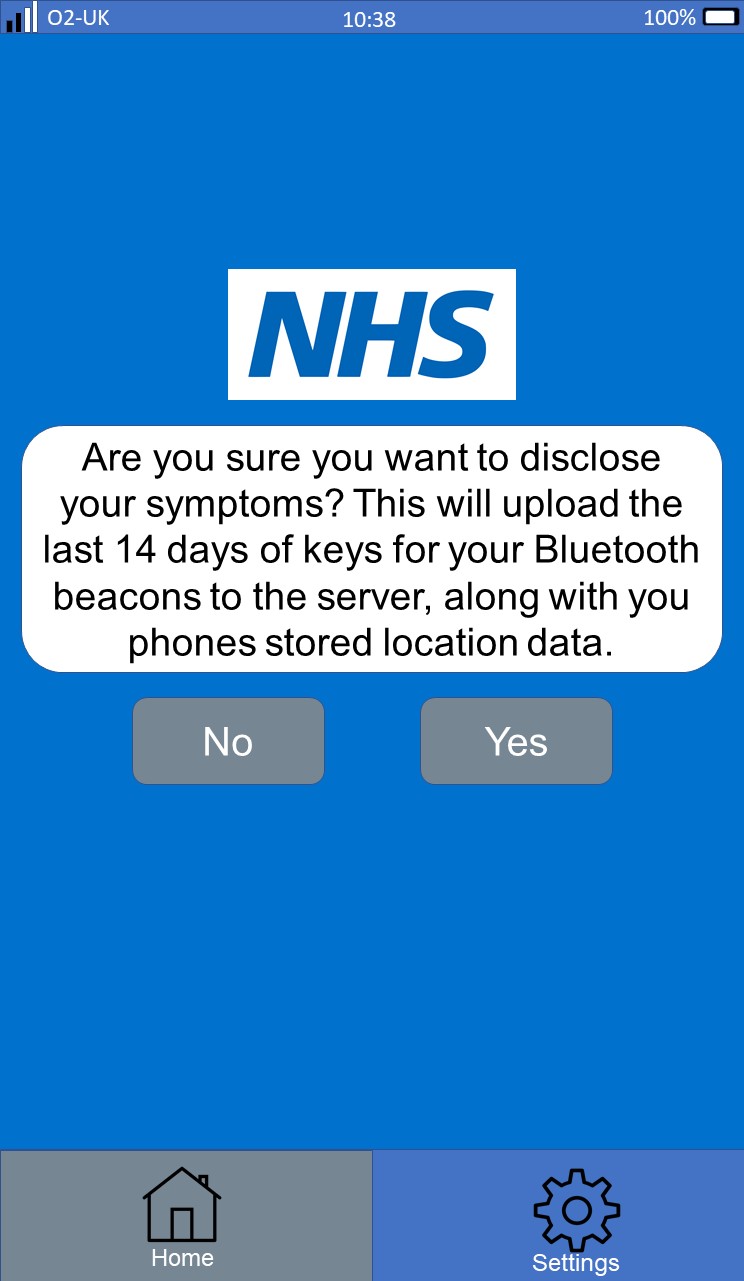 O2-UK 10:38 100%
NHS
Are you sure you want to disclose
your symptoms? This will upload the
last 14 days of keys for your Bluetooth
beacons to the server, along with you
phones stored location data.
No Yes
Home Settings